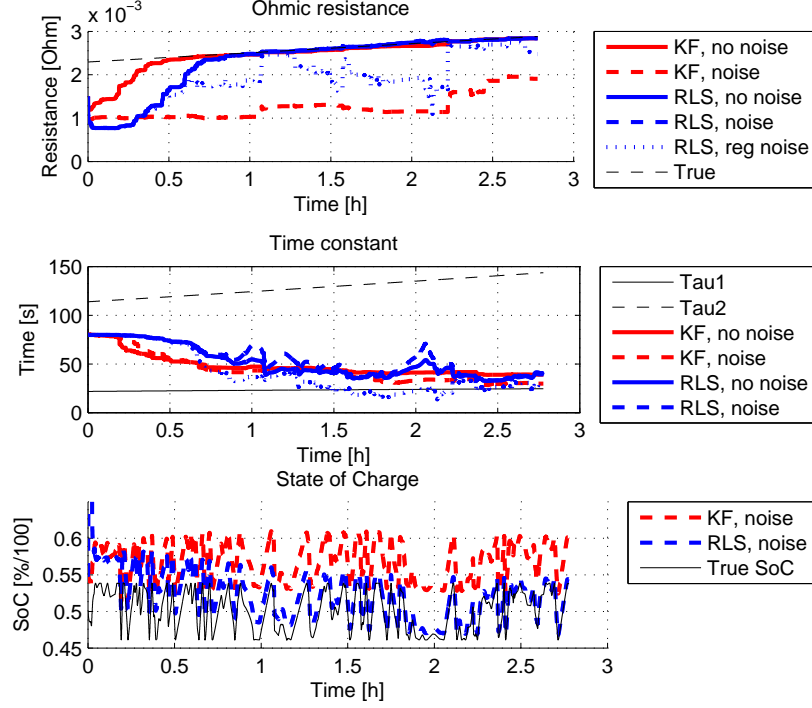 x 10⁻³
Ohmic resistance
Resistance [Ohm]
3
2
1
0
0 0.5 1 1.5 2 2.5 3
Time [h]
KF, no noise
KF, noise
RLS, no noise
RLS, noise
RLS, reg noise
True
Time constant
Time [s]
150
100
50
0
0 0.5 1 1.5 2 2.5 3
Time [h]
Tau1
Tau2
KF, no noise
KF, noise
RLS, no noise
RLS, noise
State of Charge
SoC [%/100]
0.6
0.55
0.5
0.45
0 0.5 1 1.5 2 2.5 3
Time [h]
KF, noise
RLS, noise
True SoC